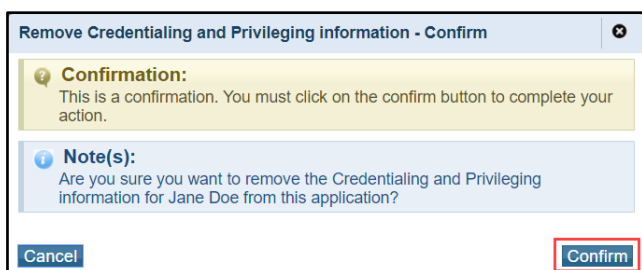 Remove Credentialing and Privileging information - Confirm
Confirmation:
This is a confirmation. You must click on the confirm button to complete your
action.
Note(s):
Are you sure you want to remove the Credentialing and Privileging
information for Jane Doe from this application?
Cancel Confirm